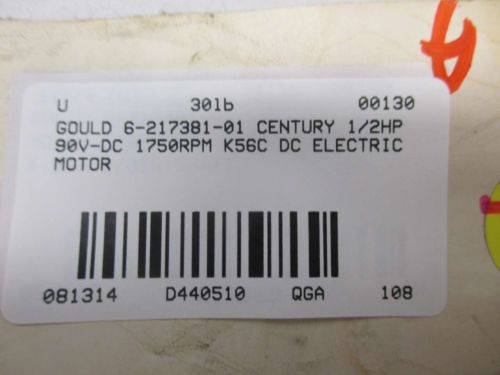 U 30lb 00130
GOULD 6-217381-01 CENTURY 1/2HP
90V-DC 1750RPM K56C DC ELECTRIC
MOTOR
081314 D440510 QGA 108